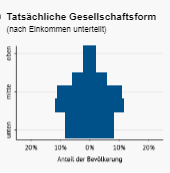 Tatsächliche Gesellschaftsform
(nach Einkommen unterteilt)
oben
mitte
unten
20% 10% 0% 10% 20%
Anteil der Bevölkerung